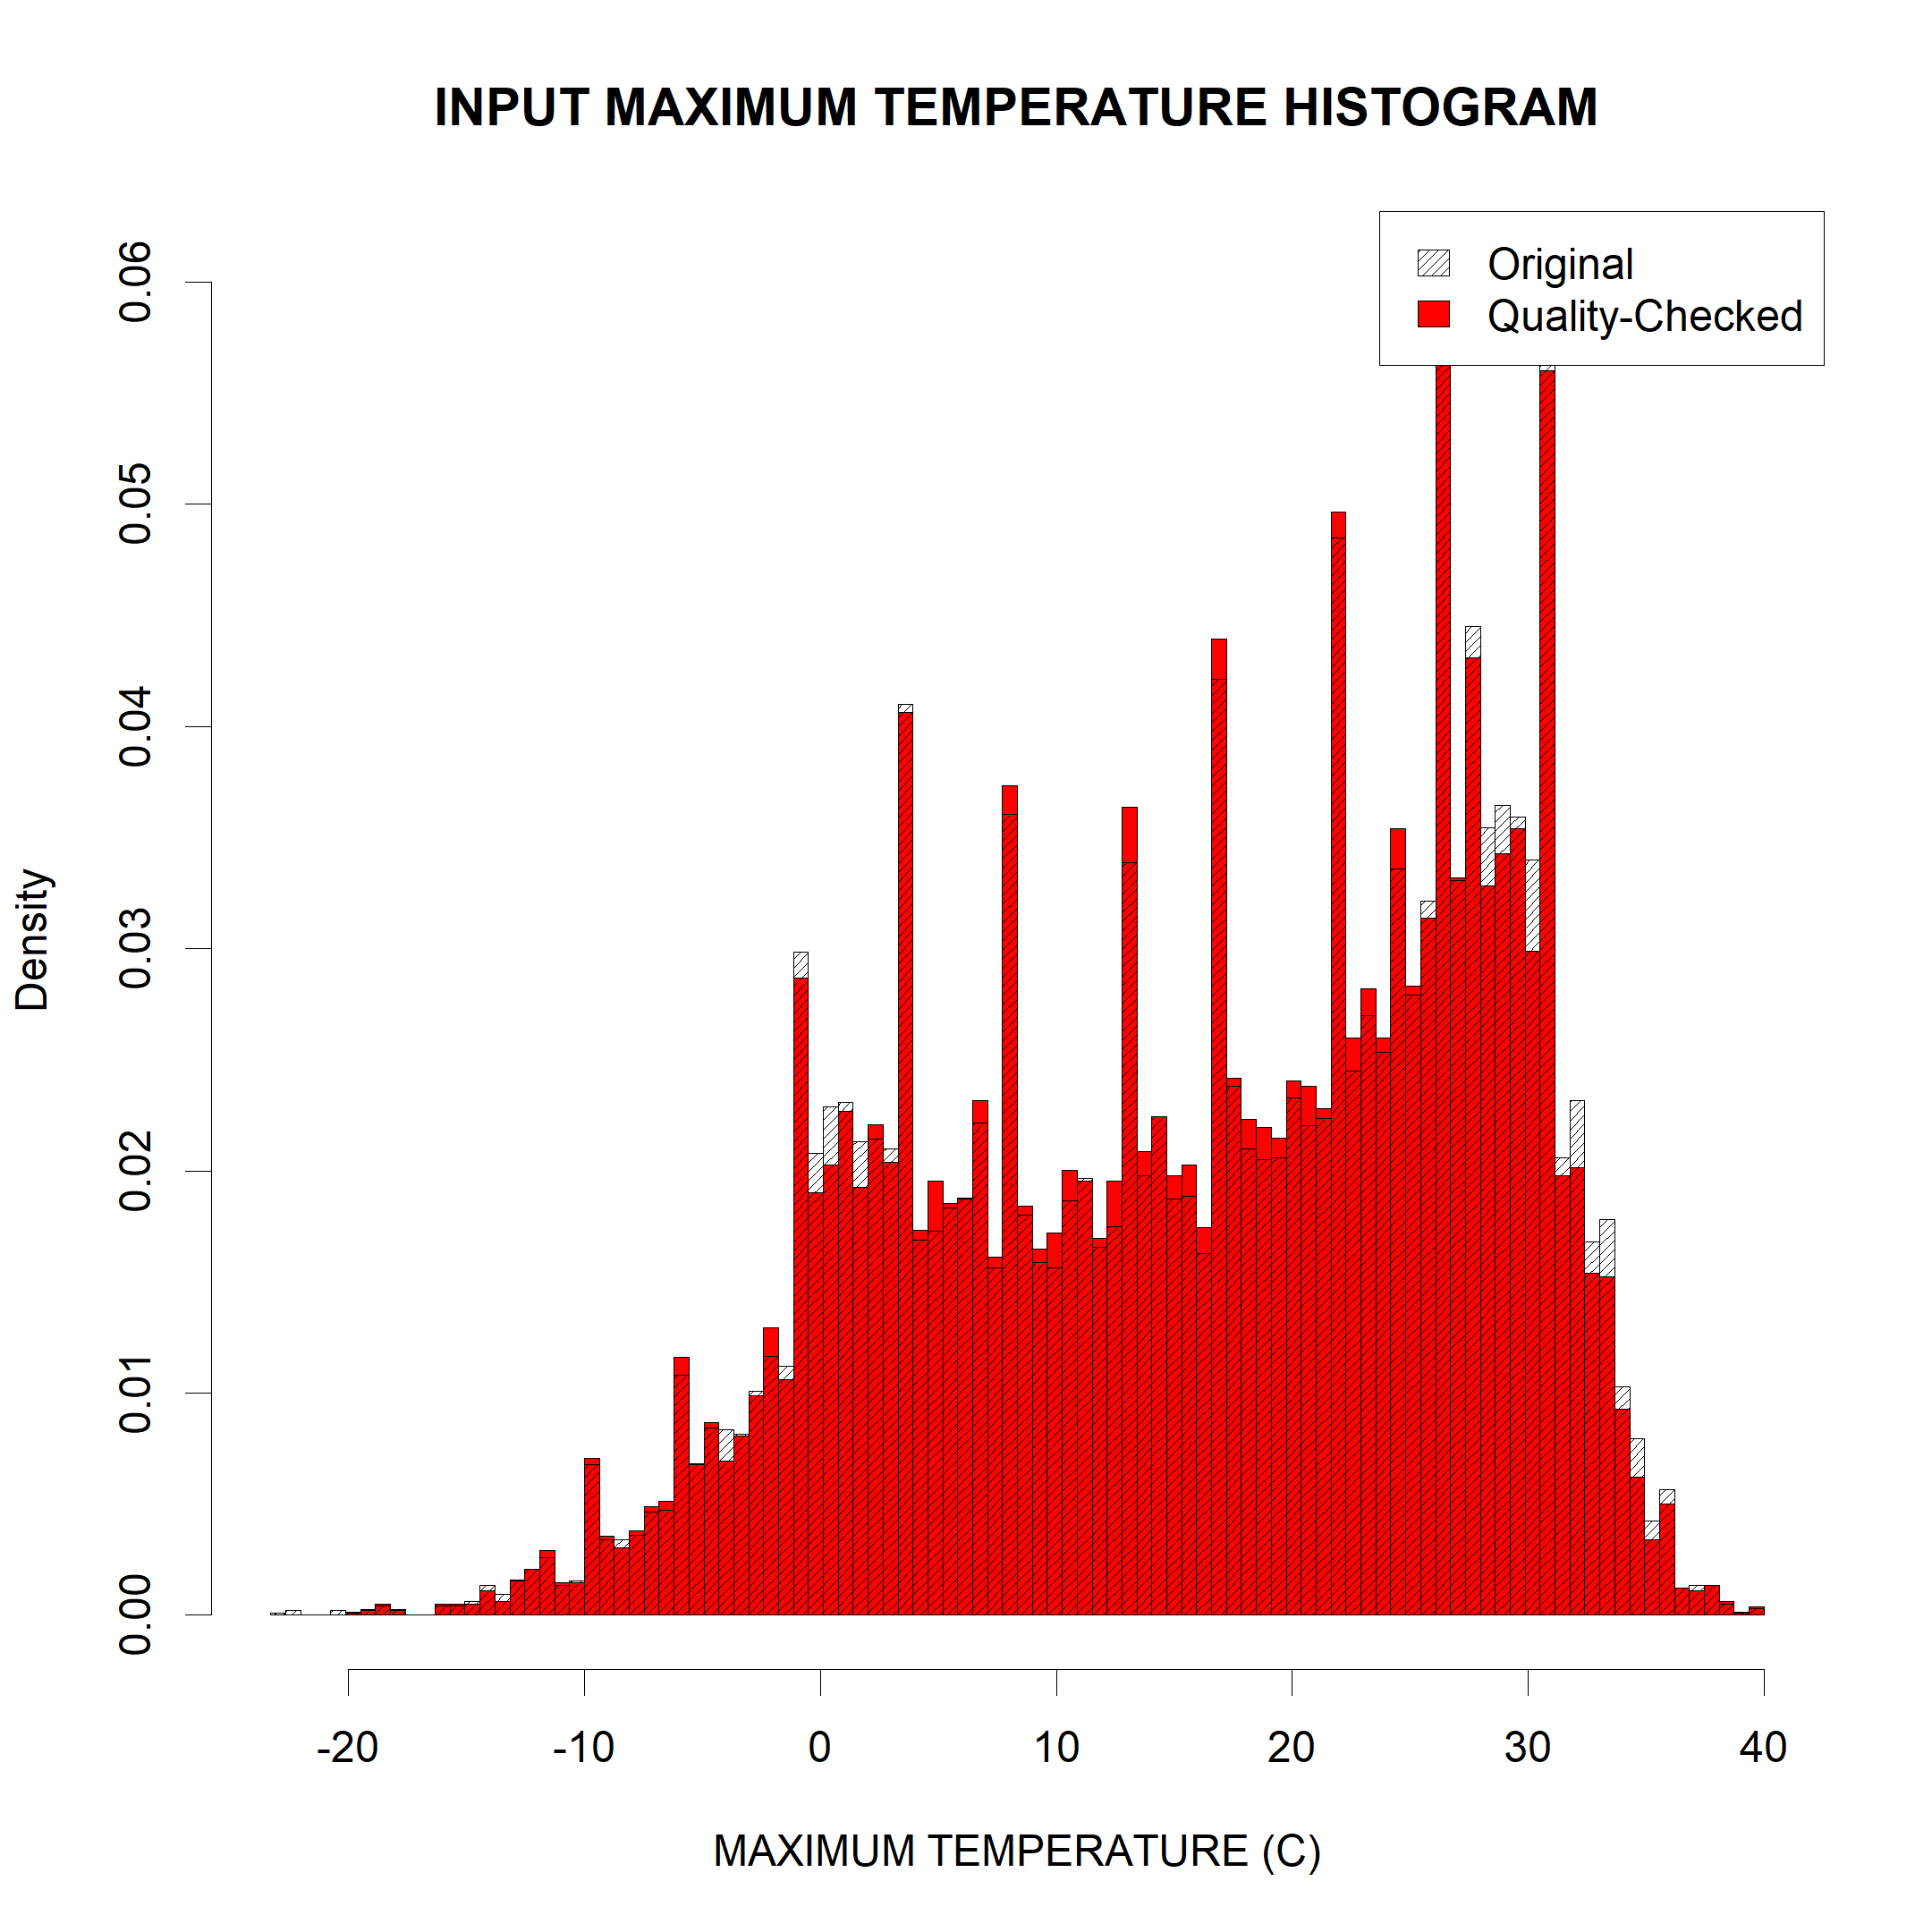 INPUT MAXIMUM TEMPERATURE HISTOGRAM
Original
Quality-Checked
0.06
0.05
0.04
0.03
0.02
0.01
0.00
Density
-20 -10 0 10 20 30 40
MAXIMUM TEMPERATURE (C)